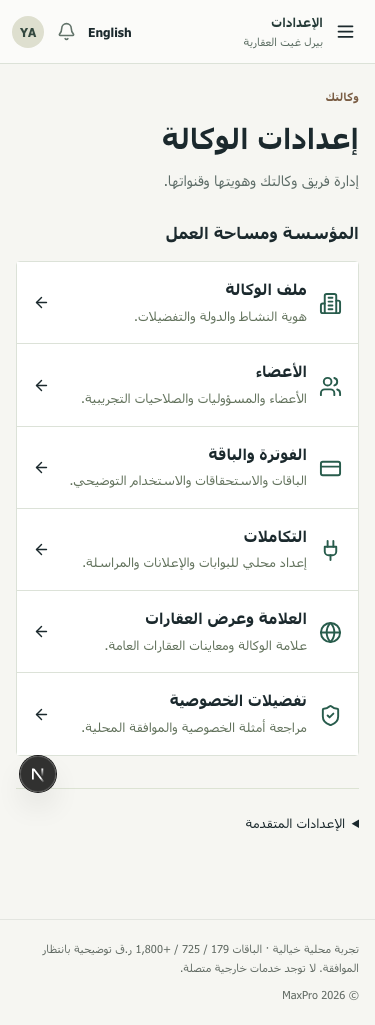 الإعدادات
بيرل غيت العقارية
English
YA
وكالتك
إعدادات الوكالة
إدارة فريق وكالتك وهويتها وقنواتها.
المؤسسة ومساحة العمل
ملف الوكالة
هوية النشاط والدولة والتفضيلات.
الأعضاء
الأعضاء والمسؤوليات والصلاحيات التجريبية.
الفوترة والباقة
الباقات والاستحقاقات والاستخدام التوضيحي.
التكاملات
إعداد محلي للبوابات والإعلانات والمراسلة.
العلامة وعرض العقارات
علامة الوكالة ومعاينات العقارات العامة.
تفضيلات الخصوصية
مراجعة أمثلة الخصوصية والموافقة المحلية.
N
الإعدادات المتقدمة
تجربة محلية خيالية · الباقات 179 / 725 / +1,800 ر.ق توضيحية بانتظار
الموافقة. لا توجد خدمات خارجية متصلة.
© 2026 MaxPro